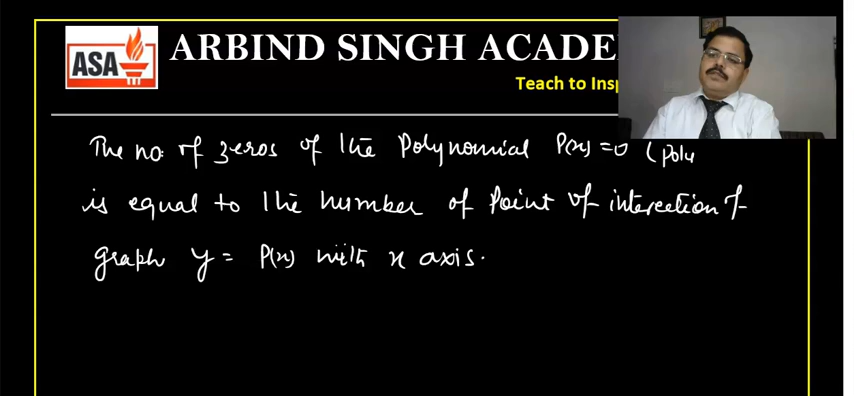 ASA
ARBIND SINGH ACADE
Teach to Insp
The no. of zeros of the Polynomial P(x) = 0 (poly
is equal to the number of Point of intersection of
graph y = P(x) with x axis.